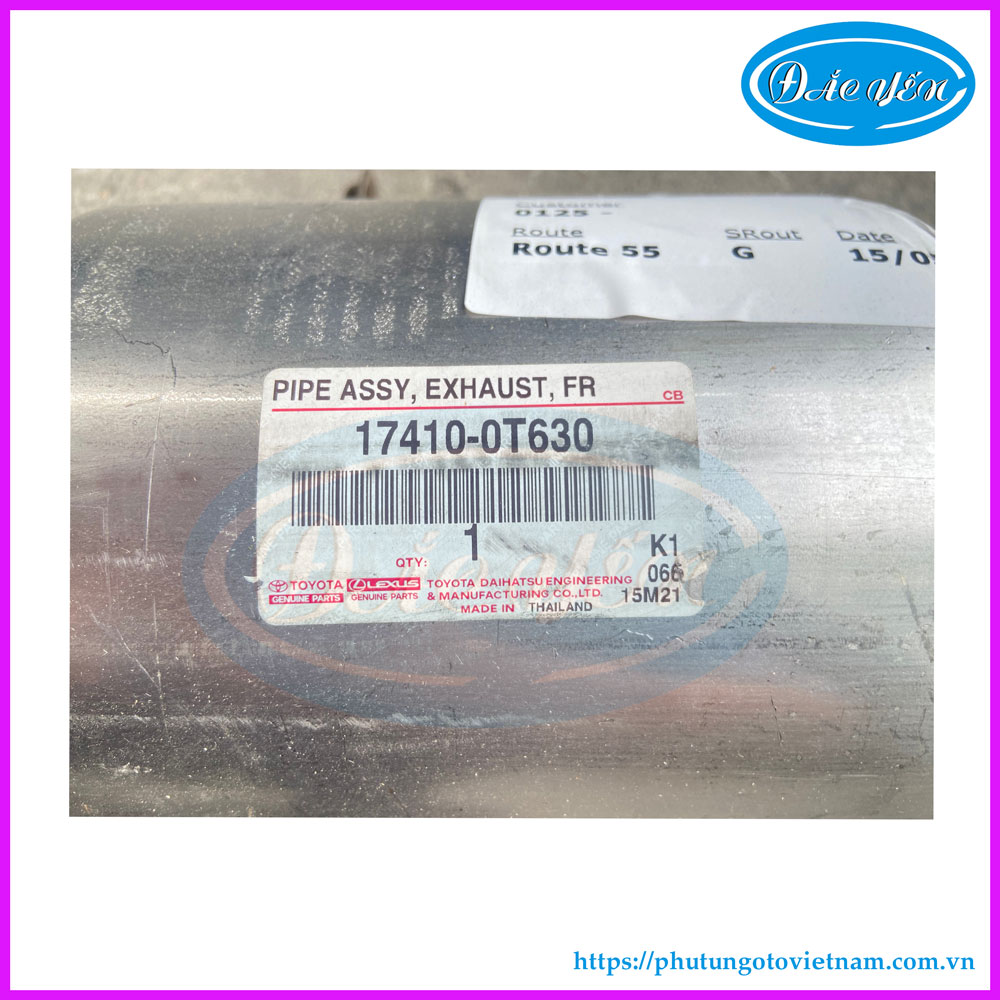 ĐẮC YẾN
Customer
0125 -
Route SRout Date
Route 55 G 15/0
PIPE ASSY, EXHAUST, FR
CB
17410-0T630
1
QTY:
K1
066
15M21
TOYOTA
GENUINE PARTS
LEXUS
GENUINE PARTS
TOYOTA DAIHATSU ENGINEERING
& MANUFACTURING CO.,LTD.
MADE IN THAILAND
ĐẮC YẾN
https://phutungotovietnam.com.vn